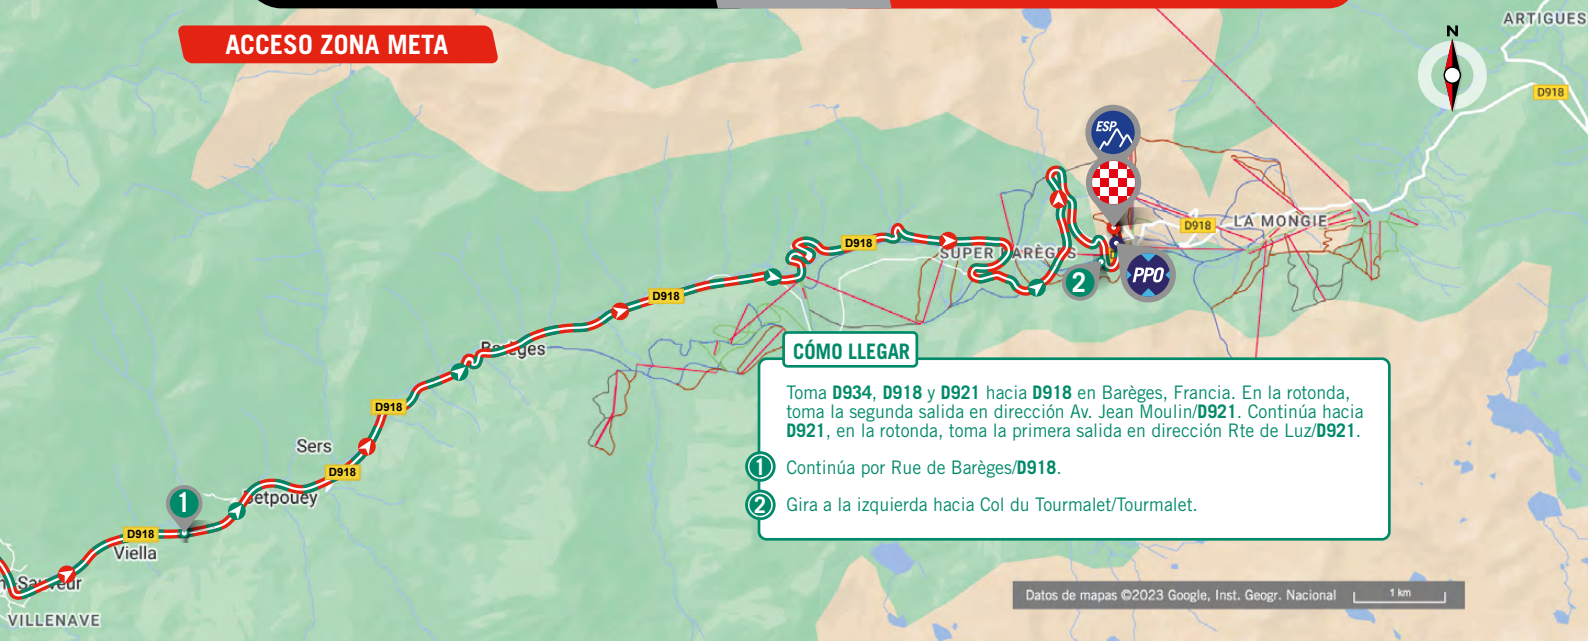 ACCESO ZONA META
ARTIGUES
N
D918
ESP
D918
LA MONGIE
D918
SUPER BARÈGES
2
PPO
D918
Barèges
D918
Sers
D918
Betpouey
1
D918
Viella
VILLENAVE
CÓMO LLEGAR
Toma D934, D918 y D921 hacia D918 en Barèges, Francia. En la rotonda,
toma la segunda salida en dirección Av. Jean Moulin/D921. Continúa hacia
D921, en la rotonda, toma la primera salida en dirección Rte de Luz/D921.
1 Continúa por Rue de Barèges/D918.
2 Gira a la izquierda hacia Col du Tourmalet/Tourmalet.
Datos de mapas ©2023 Google, Inst. Geogr. Nacional 1 km